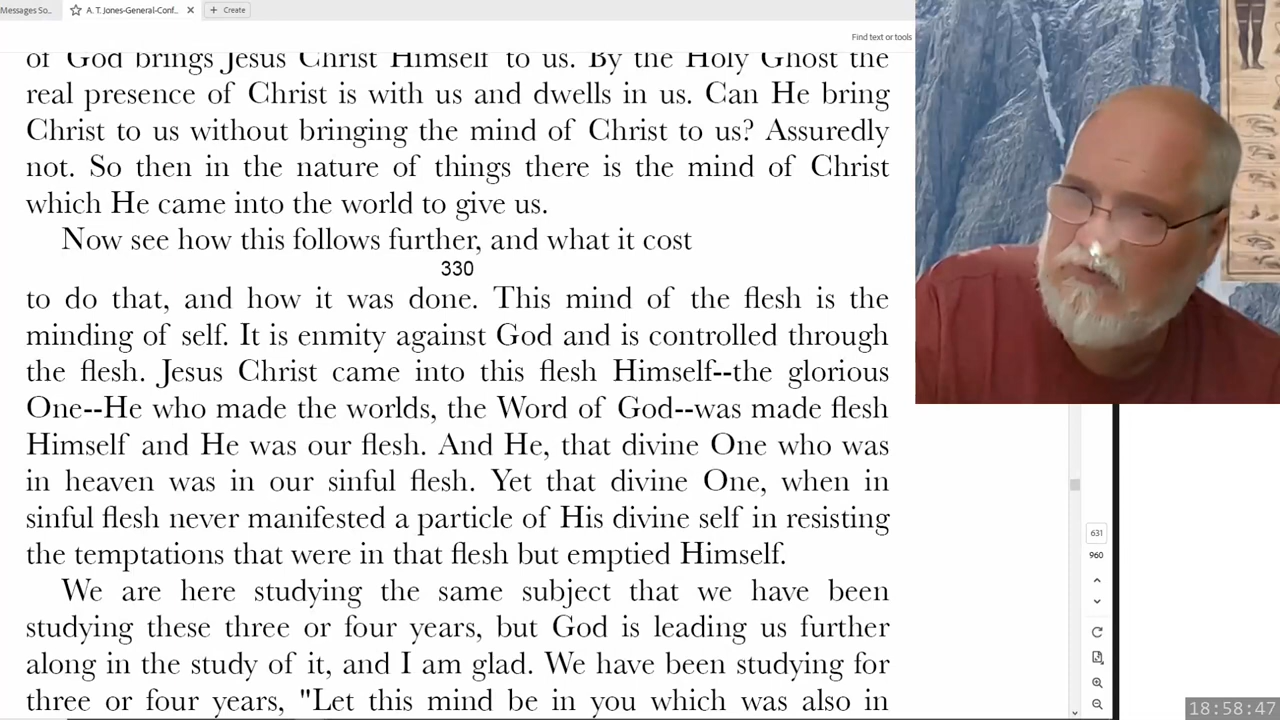 Messages So...
A. T. Jones-General-Conf...
Create
Find text or tools
of God brings Jesus Christ Himself to us. By the Holy Ghost the
real presence of Christ is with us and dwells in us. Can He bring
Christ to us without bringing the mind of Christ to us? Assuredly
not. So then in the nature of things there is the mind of Christ
which He came into the world to give us.
Now see how this follows further, and what it cost
330
to do that, and how it was done. This mind of the flesh is the
minding of self. It is enmity against God and is controlled through
the flesh. Jesus Christ came into this flesh Himself--the glorious
One--He who made the worlds, the Word of God--was made flesh
Himself and He was our flesh. And He, that divine One who was
in heaven was in our sinful flesh. Yet that divine One, when in
sinful flesh never manifested a particle of His divine self in resisting
the temptations that were in that flesh but emptied Himself.
We are here studying the same subject that we have been
studying these three or four years, but God is leading us further
along in the study of it, and I am glad. We have been studying for
three or four years, "Let this mind be in you which was also in
631
960
18:58:47